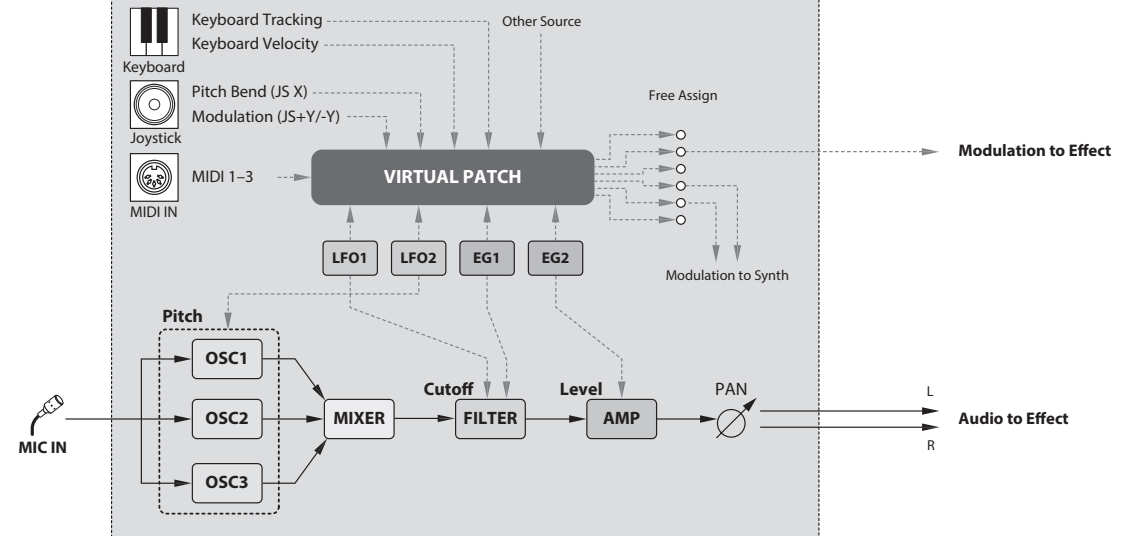 Keyboard Tracking
Other Source
Keyboard Velocity
Keyboard
Pitch Bend (JS X)
Free Assign
Modulation (JS+Y/-Y)
Joystick
Modulation to Effect
MIDI 1–3
VIRTUAL PATCH
MIDI IN
LFO1
LFO2
EG1
EG2
Modulation to Synth
Pitch
OSC1
Cutoff
Level
PAN
L
OSC2
MIXER
FILTER
AMP
Audio to Effect
MIC IN
R
OSC3